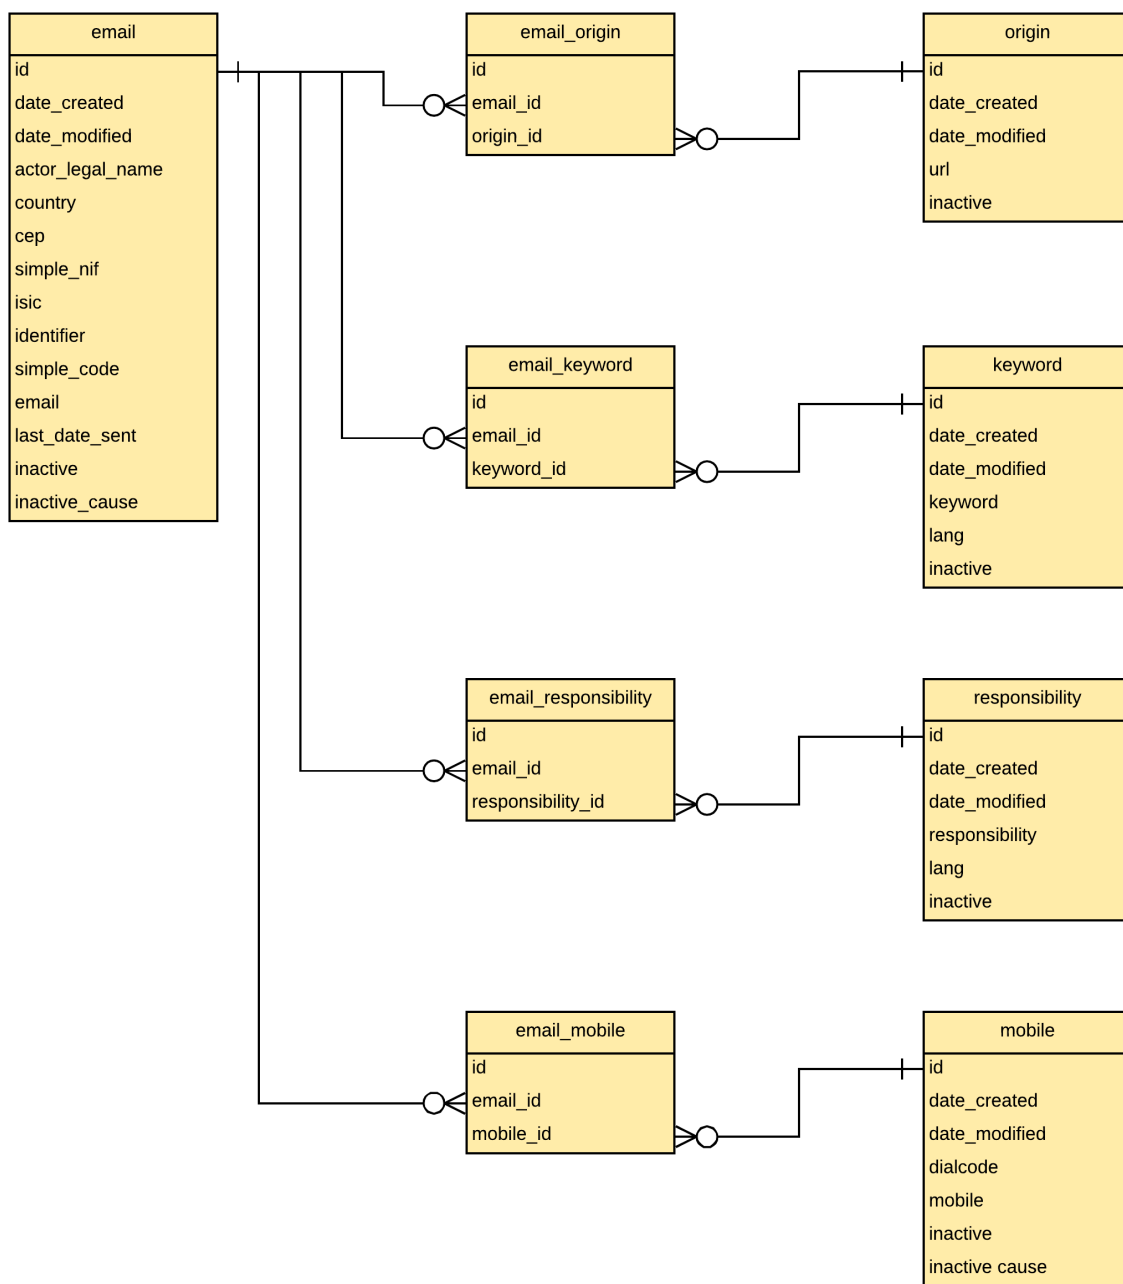 email
id
date_created
date_modified
actor_legal_name
country
cep
simple_nif
isic
identifier
simple_code
email
last_date_sent
inactive
inactive_cause
email_origin
id
email_id
origin_id
origin
id
date_created
date_modified
url
inactive
email_keyword
id
email_id
keyword_id
keyword
id
date_created
date_modified
keyword
lang
inactive
email_responsibility
id
email_id
responsibility_id
responsibility
id
date_created
date_modified
responsibility
lang
inactive
email_mobile
id
email_id
mobile_id
mobile
id
date_created
date_modified
dialcode
mobile
inactive
inactive cause